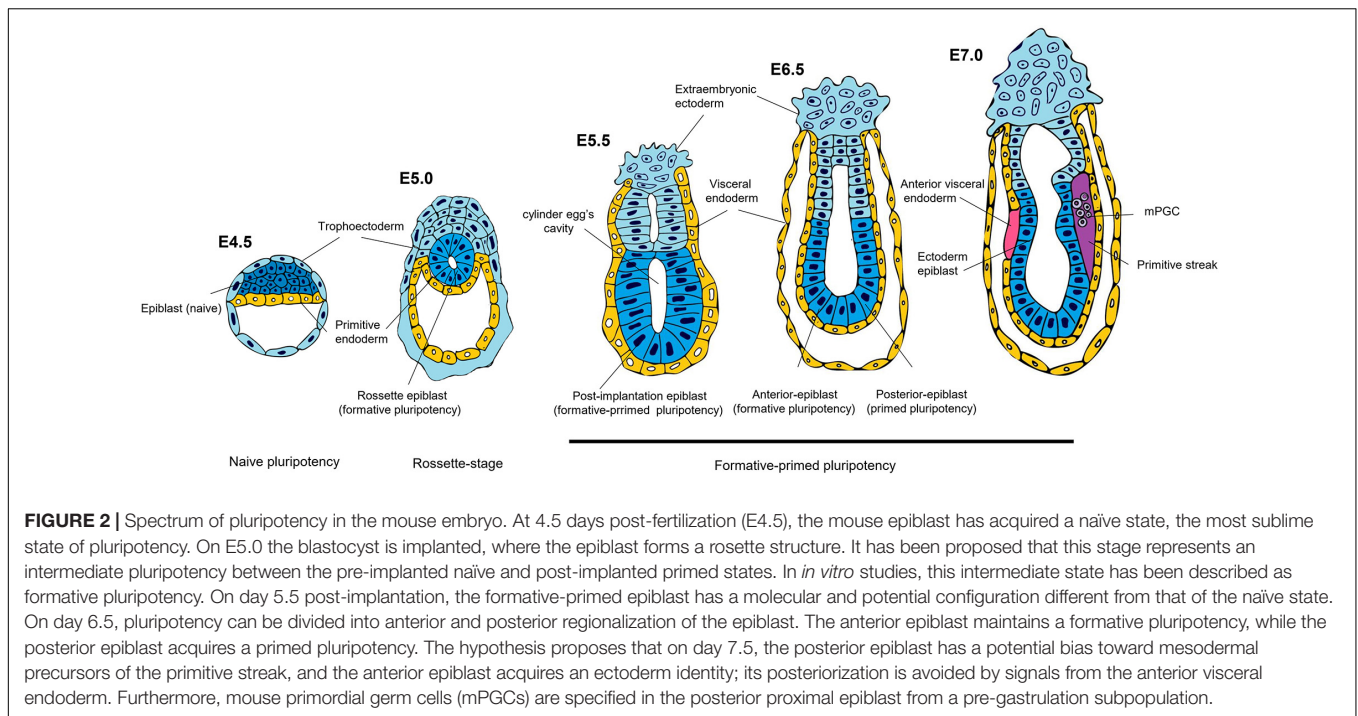 E4.5
E5.0
E5.5
E6.5
E7.0
Trophoectoderm
Epiblast (naive)
Primitive
endoderm
Rossette epiblast
(formative pluripotency)
Extraembryonic
ectoderm
cylinder egg's
cavity
Visceral
endoderm
Post-implantation epiblast
(formative-prrimed pluripotency)
Anterior-epiblast
(formative pluripotency)
Posterior-epiblast
(primed pluripotency)
Anterior visceral
endoderm
Ectoderm
epiblast
mPGC
Primitive streak
Naive pluripotency
Rossette-stage
Formative-primed pluripotency
FIGURE 2 | Spectrum of pluripotency in the mouse embryo. At 4.5 days post-fertilization (E4.5), the mouse epiblast has acquired a naïve state, the most sublime
state of pluripotency. On E5.0 the blastocyst is implanted, where the epiblast forms a rosette structure. It has been proposed that this stage represents an
intermediate pluripotency between the pre-implanted naïve and post-implanted primed states. In in vitro studies, this intermediate state has been described as
formative pluripotency. On day 5.5 post-implantation, the formative-primed epiblast has a molecular and potential configuration different from that of the naïve state.
On day 6.5, pluripotency can be divided into anterior and posterior regionalization of the epiblast. The anterior epiblast maintains a formative pluripotency, while the
posterior epiblast acquires a primed pluripotency. The hypothesis proposes that on day 7.5, the posterior epiblast has a potential bias toward mesodermal
precursors of the primitive streak, and the anterior epiblast acquires an ectoderm identity; its posteriorization is avoided by signals from the anterior visceral
endoderm. Furthermore, mouse primordial germ cells (mPGCs) are specified in the posterior proximal epiblast from a pre-gastrulation subpopulation.